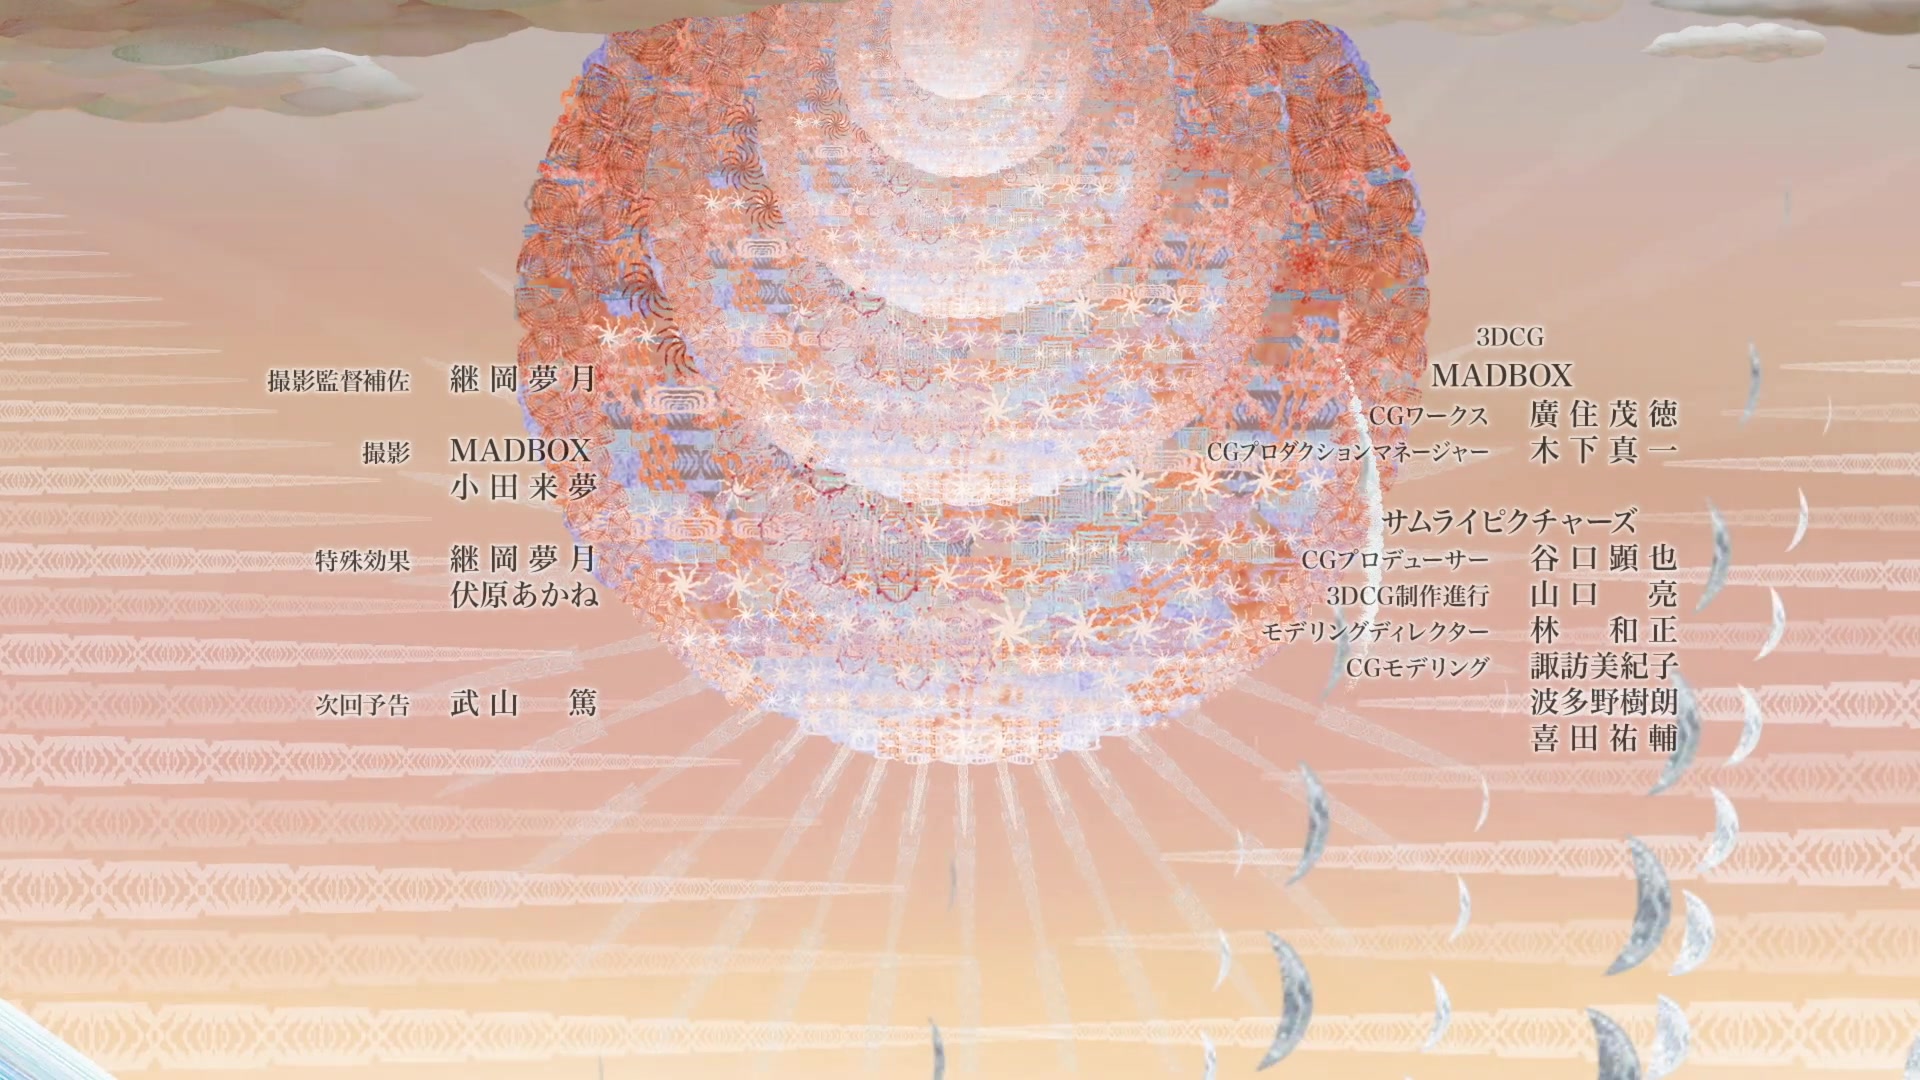 撮影監督補佐 継岡夢月
撮影 MADBOX
小田来夢
特殊効果 継岡夢月
伏原あかね
次回予告 武山 篤
3DCG
MADBOX
CGワークス 廣住茂徳
CGプロダクションマネージャー 木下真一
サムライピクチャーズ
CGプロデューサー 谷口顕也
3DCG制作進行 山口 亮
モデリングディレクター 林 和正
CGモデリング 諏訪美紀子
波多野樹朗
喜田祐輔